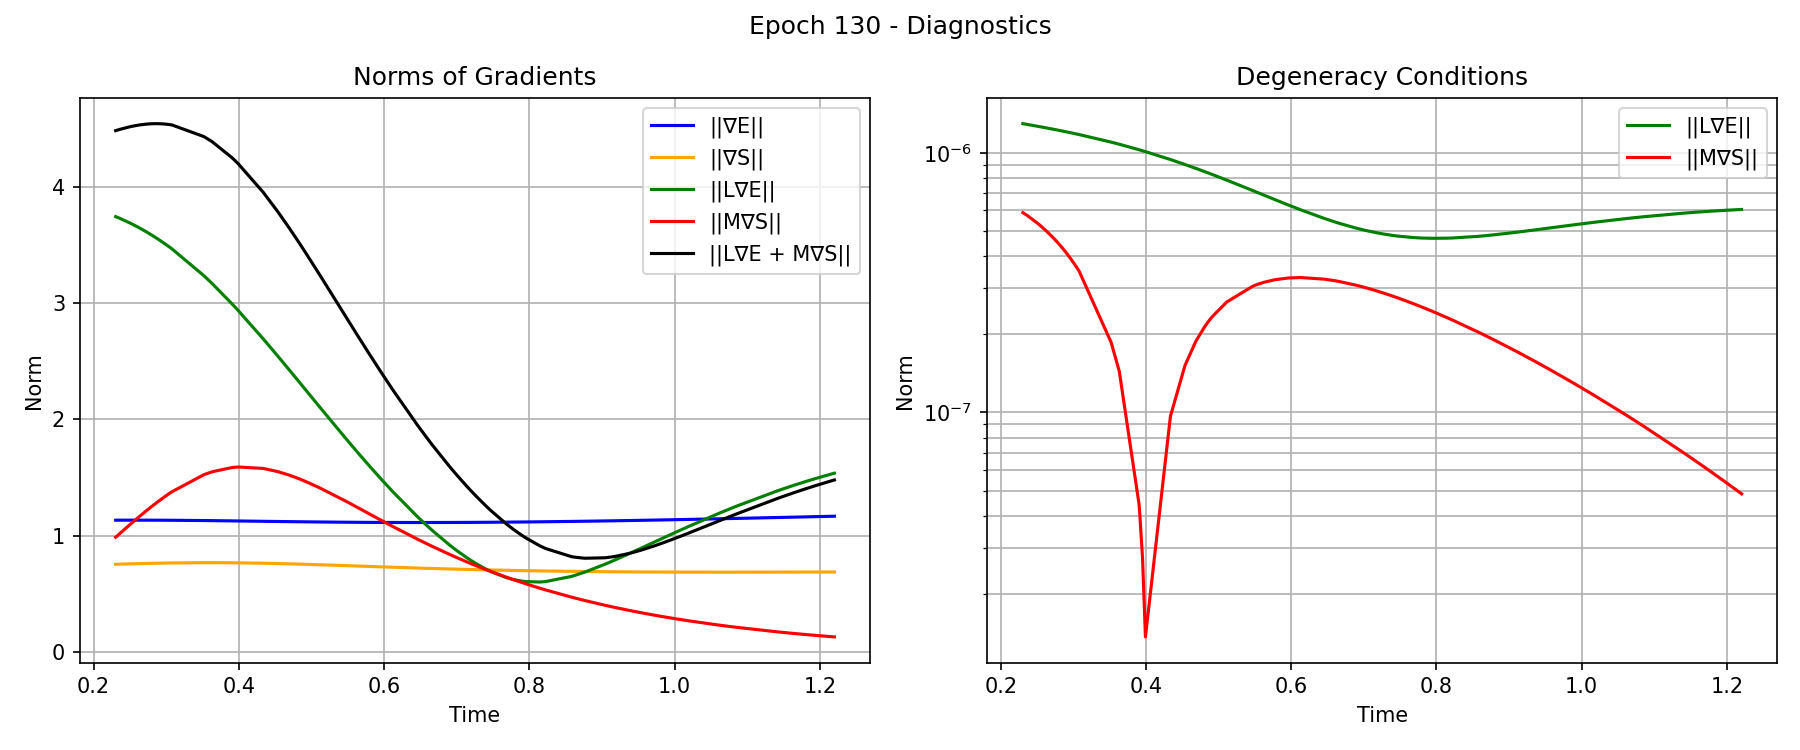 Epoch 130 - Diagnostics
Norms of Gradients
Norm
4
3
2
1
0
0.2 0.4 0.6 0.8 1.0 1.2
Time
||∇E||
||∇S||
||L∇E||
||M∇S||
||L∇E + M∇S||
Degeneracy Conditions
Norm
10⁻⁶
10⁻⁷
0.2 0.4 0.6 0.8 1.0 1.2
Time
||L∇E||
||M∇S||